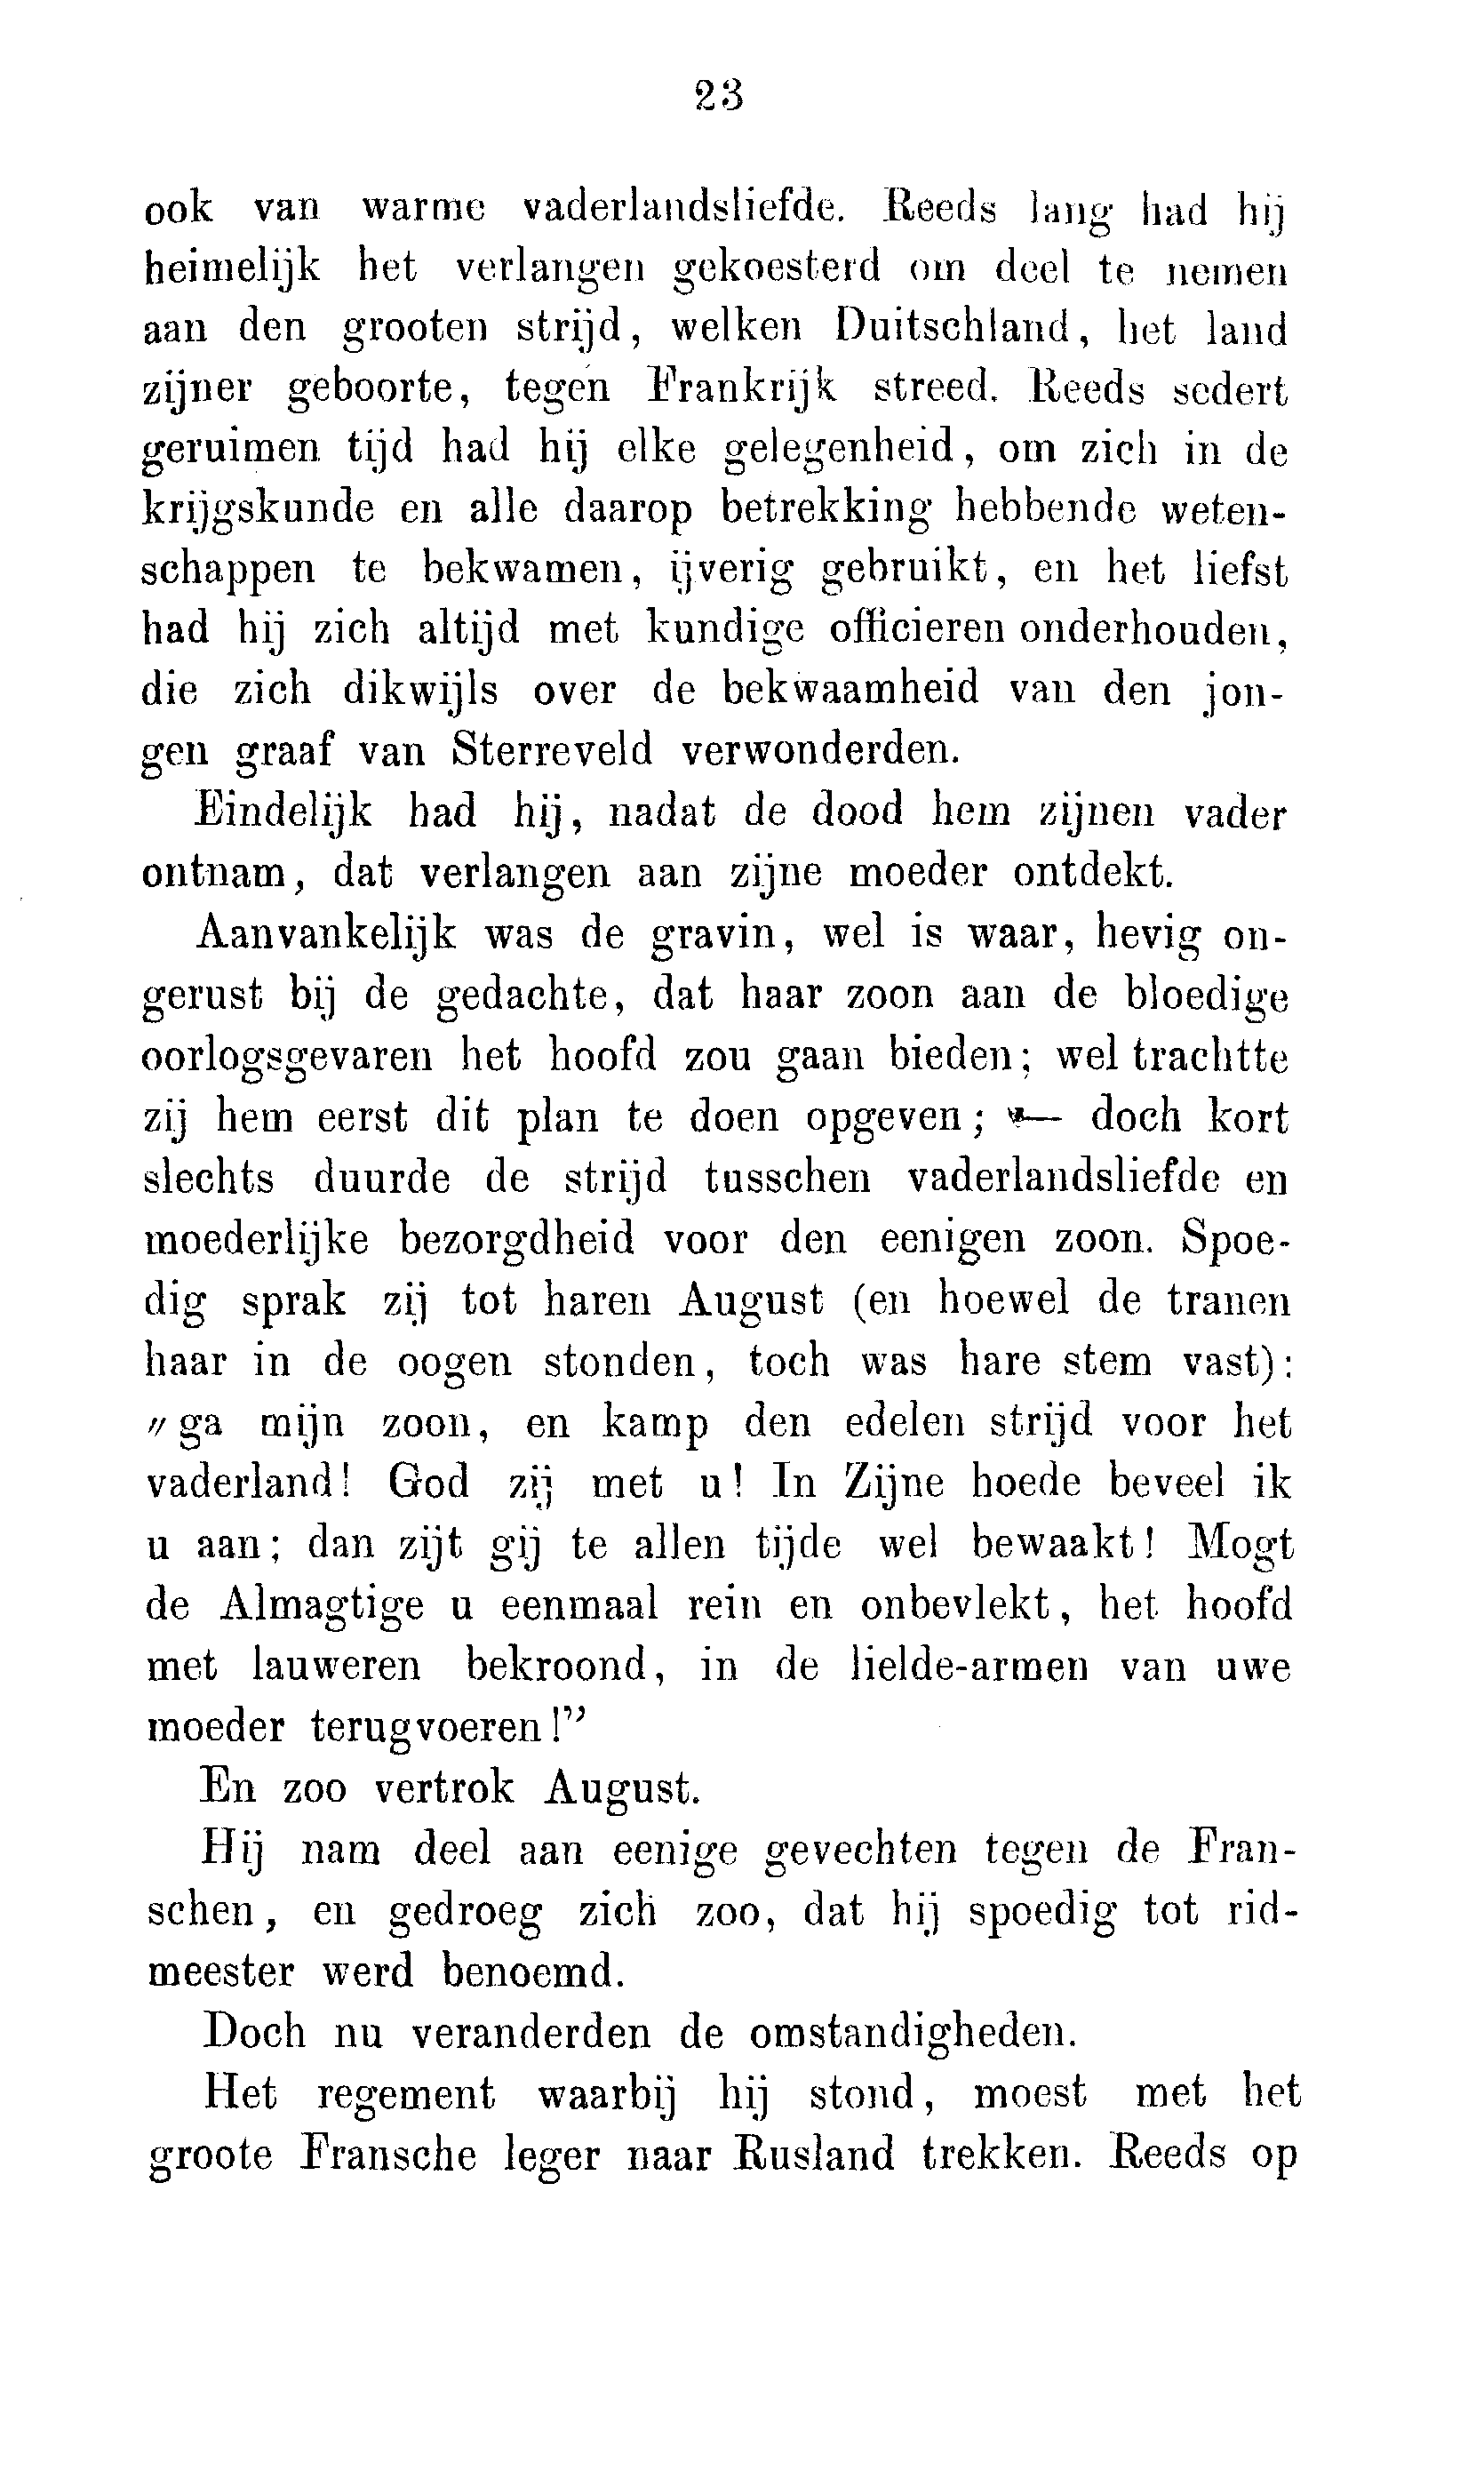 23
ook van warme vaderlandsliefde. Reeds lang had hij
heimelijk het verlangen gekoesterd om deel te nemen
aan den grooten strijd, welken Duitschland, het land
zijner geboorte, tegen Frankrijk streed. Reeds sedert
geruimen tijd had hij elke gelegenheid, om zich in de
krijgskunde en alle daarop betrekking hebbende weten-
schappen te bekwamen, ijverig gebruikt, en het liefst
had hij zich altijd met kundige officieren onderhouden,
die zich dikwijls over de bekwaamheid van den jon-
gen graaf van Sterreveld verwonderden.
Eindelijk had hij, nadat de dood hem zijnen vader
ontnam, dat verlangen aan zijne moeder ontdekt.
Aanvankelijk was de gravin, wel is waar, hevig on-
gerust bij de gedachte, dat haar zoon aan de bloedige
oorlogsgevaren het hoofd zou gaan bieden; wel trachtte
zij hem eerst dit plan te doen opgeven; — doch kort
slechts duurde de strijd tusschen vaderlandsliefde en
moederlijke bezorgdheid voor den eenigen zoon. Spoe-
dig sprak zij tot haren August (en hoewel de tranen
haar in de oogen stonden, toch was hare stem vast):
"ga mijn zoon, en kamp den edelen strijd voor het
vaderland! God zij met u! In Zijne hoede beveel ik
u aan; dan zijt gij te allen tijde wel bewaakt! Mogt
de Almagtige u eenmaal rein en onbevlekt, het hoofd
met lauweren bekroond, in de lielde-armen van uwe
moeder terugvoeren!"
En zoo vertrok August.
Hij nam deel aan eenige gevechten tegen de Fran-
schen, en gedroeg zich zoo, dat hij spoedig tot rid-
meester werd benoemd.
Doch nu veranderden de omstandigheden.
Het regement waarbij hij stond, moest met het
groote Fransche leger naar Rusland trekken. Reeds op